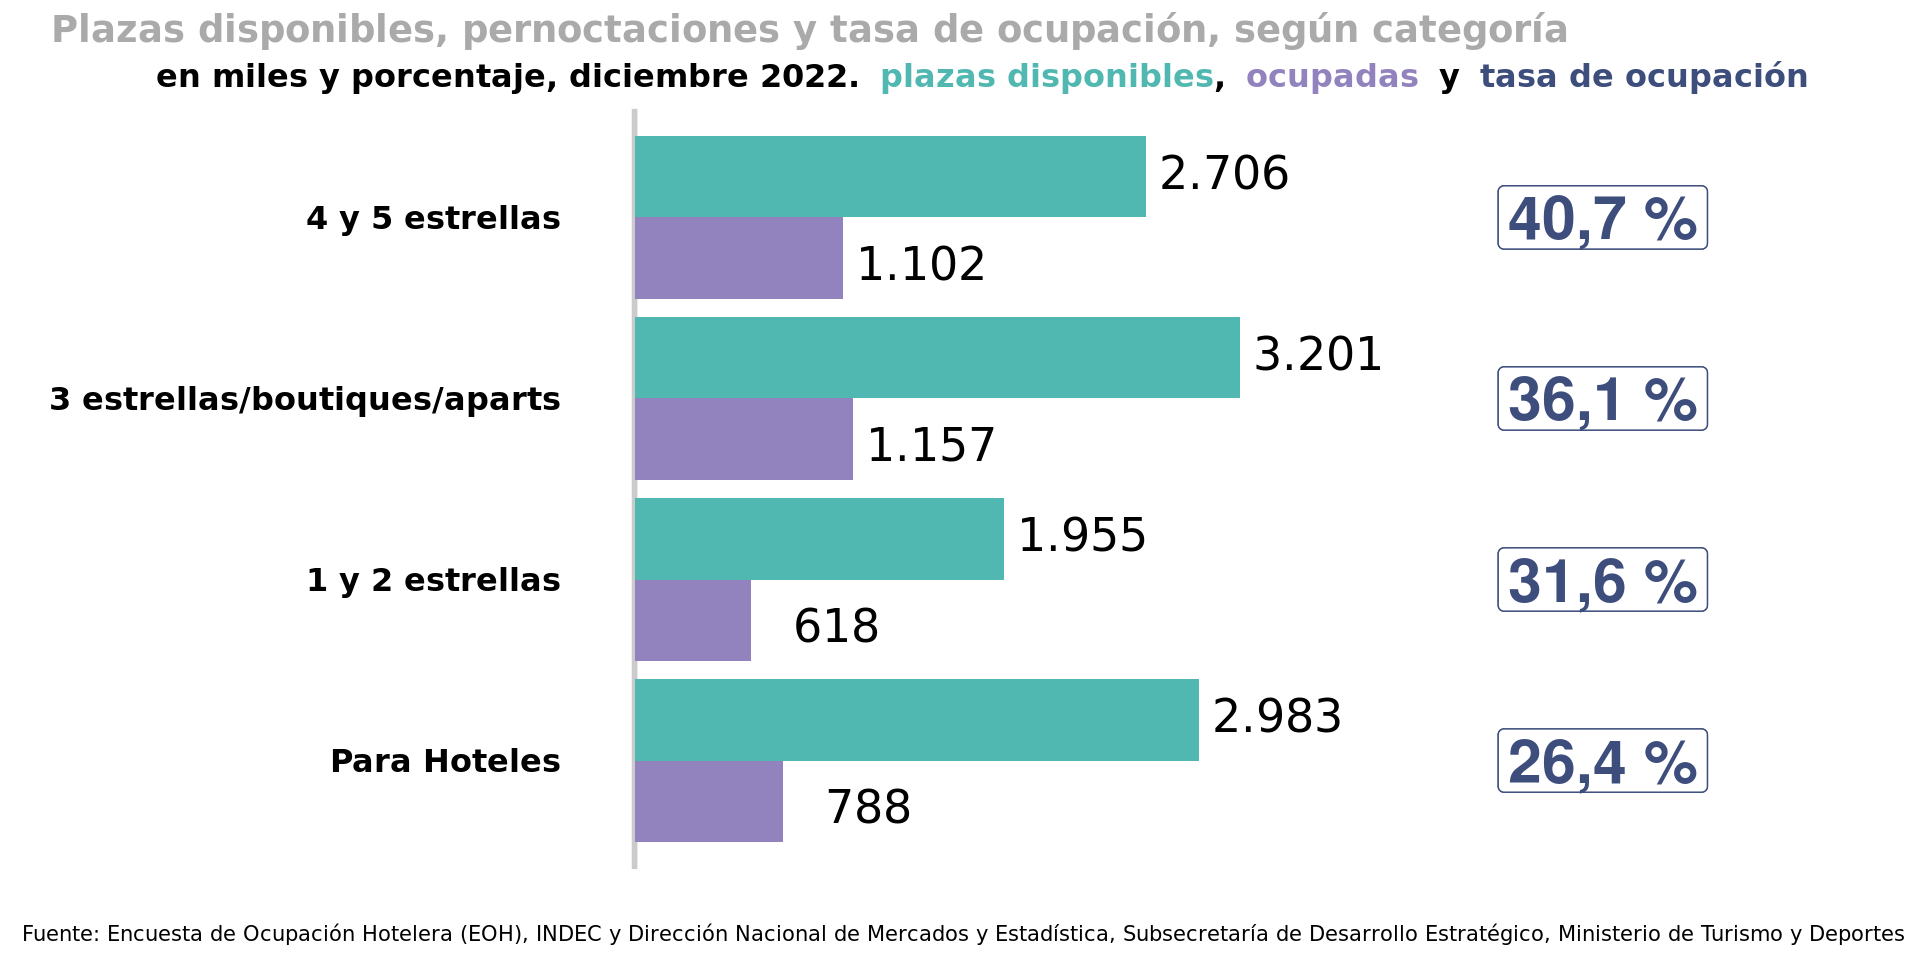 Plazas disponibles, pernoctaciones y tasa de ocupación, según categoría
en miles y porcentaje, diciembre 2022. plazas disponibles, ocupadas y tasa de ocupación
4 y 5 estrellas
2.706
1.102
40,7 %
3 estrellas/boutiques/aparts
3.201
1.157
36,1 %
1 y 2 estrellas
1.955
618
31,6 %
Para Hoteles
2.983
788
26,4 %
Fuente: Encuesta de Ocupación Hotelera (EOH), INDEC y Dirección Nacional de Mercados y Estadística, Subsecretaría de Desarrollo Estratégico, Ministerio de Turismo y Deportes